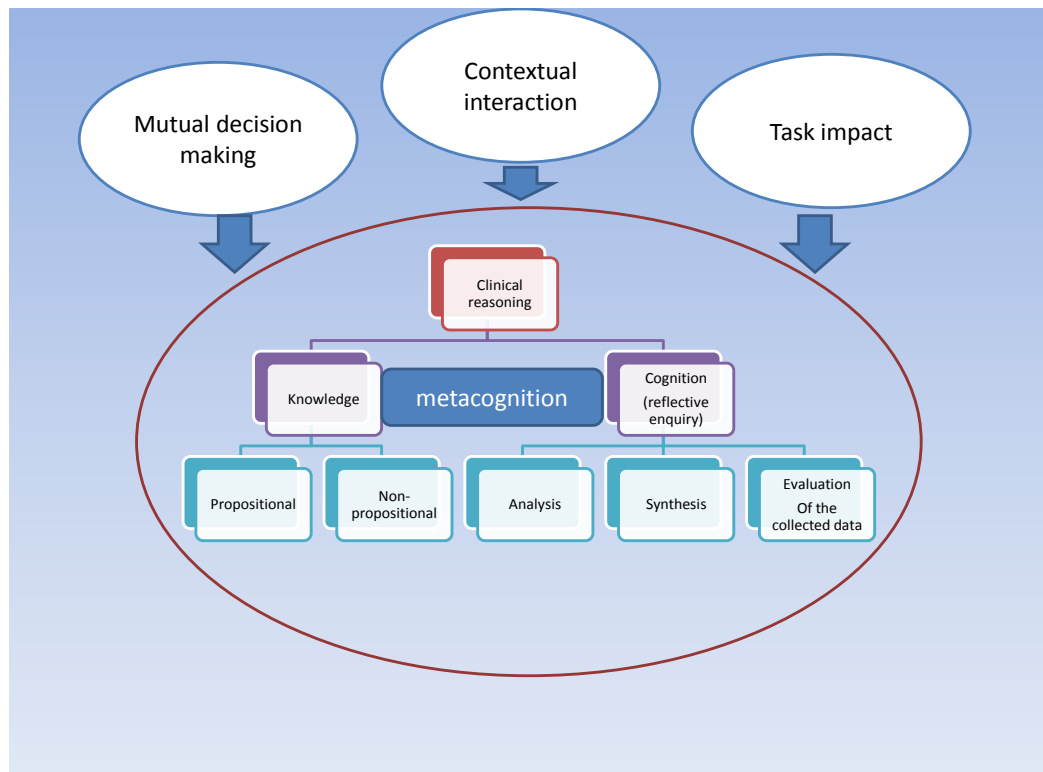 Contextual
interaction
Mutual decision
making
Task impact
Clinical
reasoning
Knowledge
metacognition
Cognition
(reflective
enquiry)
Propositional
Non-
propositional
Analysis
Synthesis
Evaluation
Of the
collected data